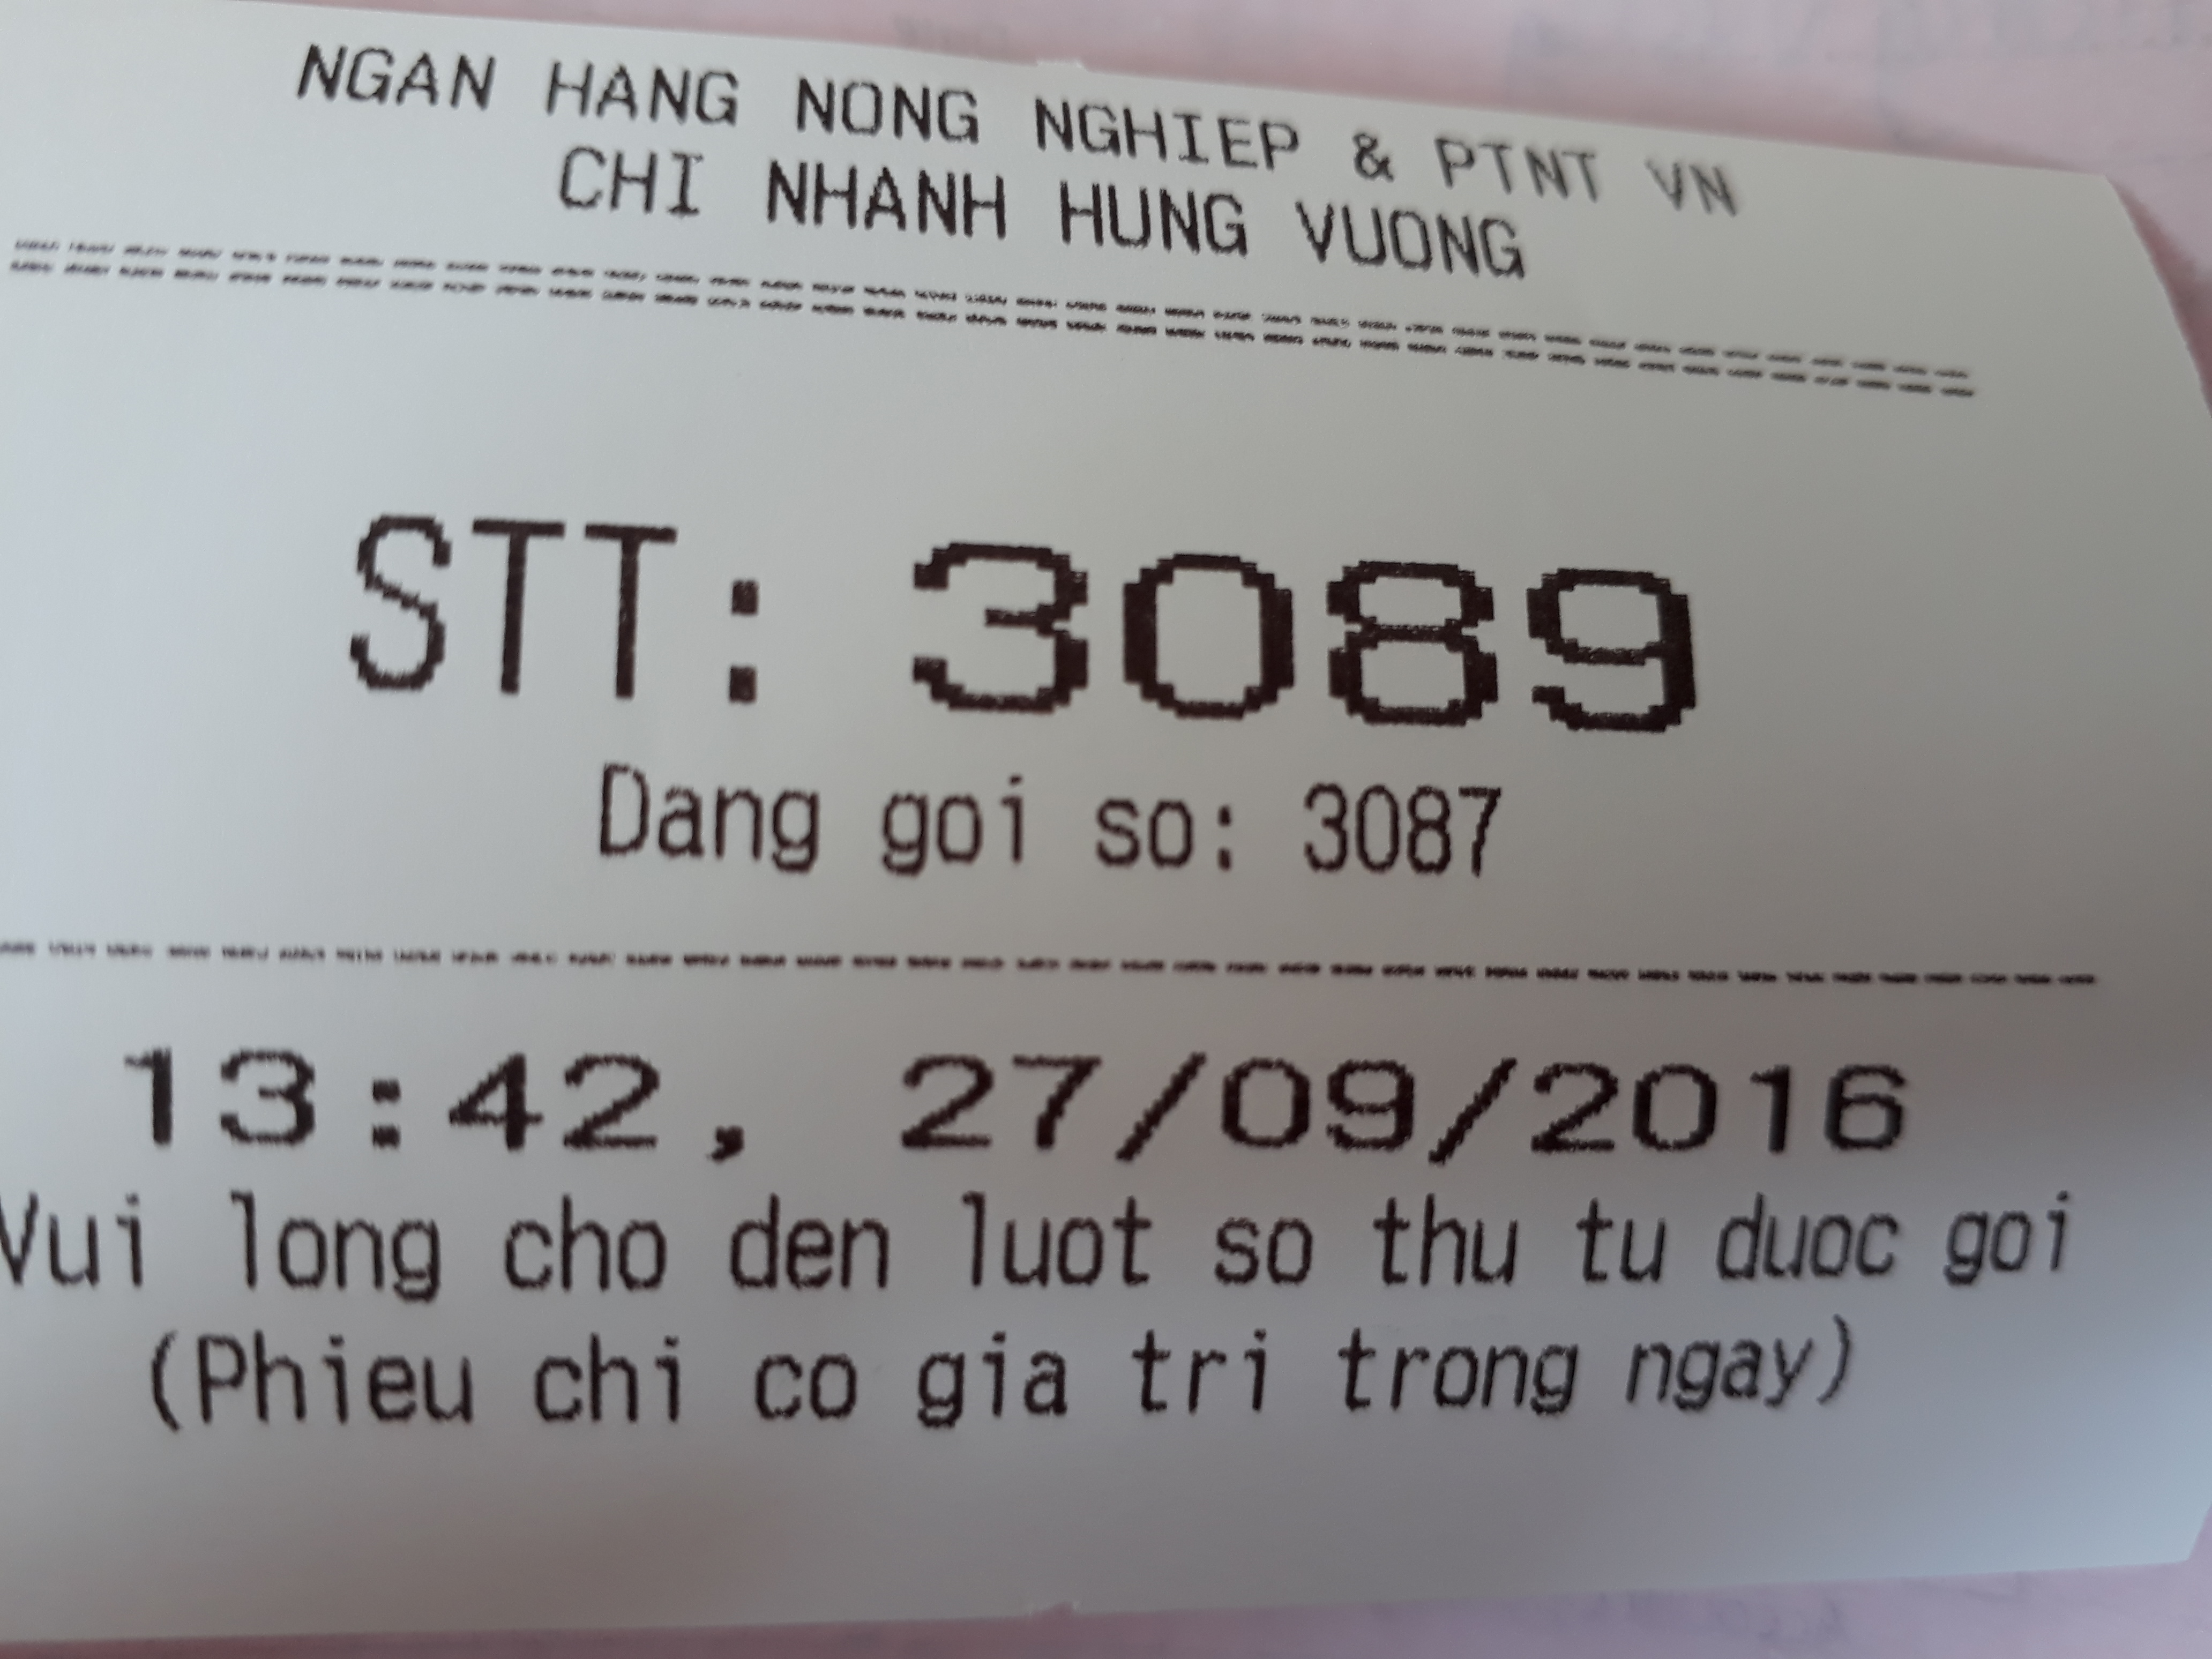 NGAN HANG NONG NGHIEP & PTNT VN
CHI NHANH HUNG VUONG
STT: 3089
Dang goi so: 3087
13:42, 27/09/2016
Vui long cho den luot so thu tu duoc goi
(Phieu chi co gia tri trong ngay)